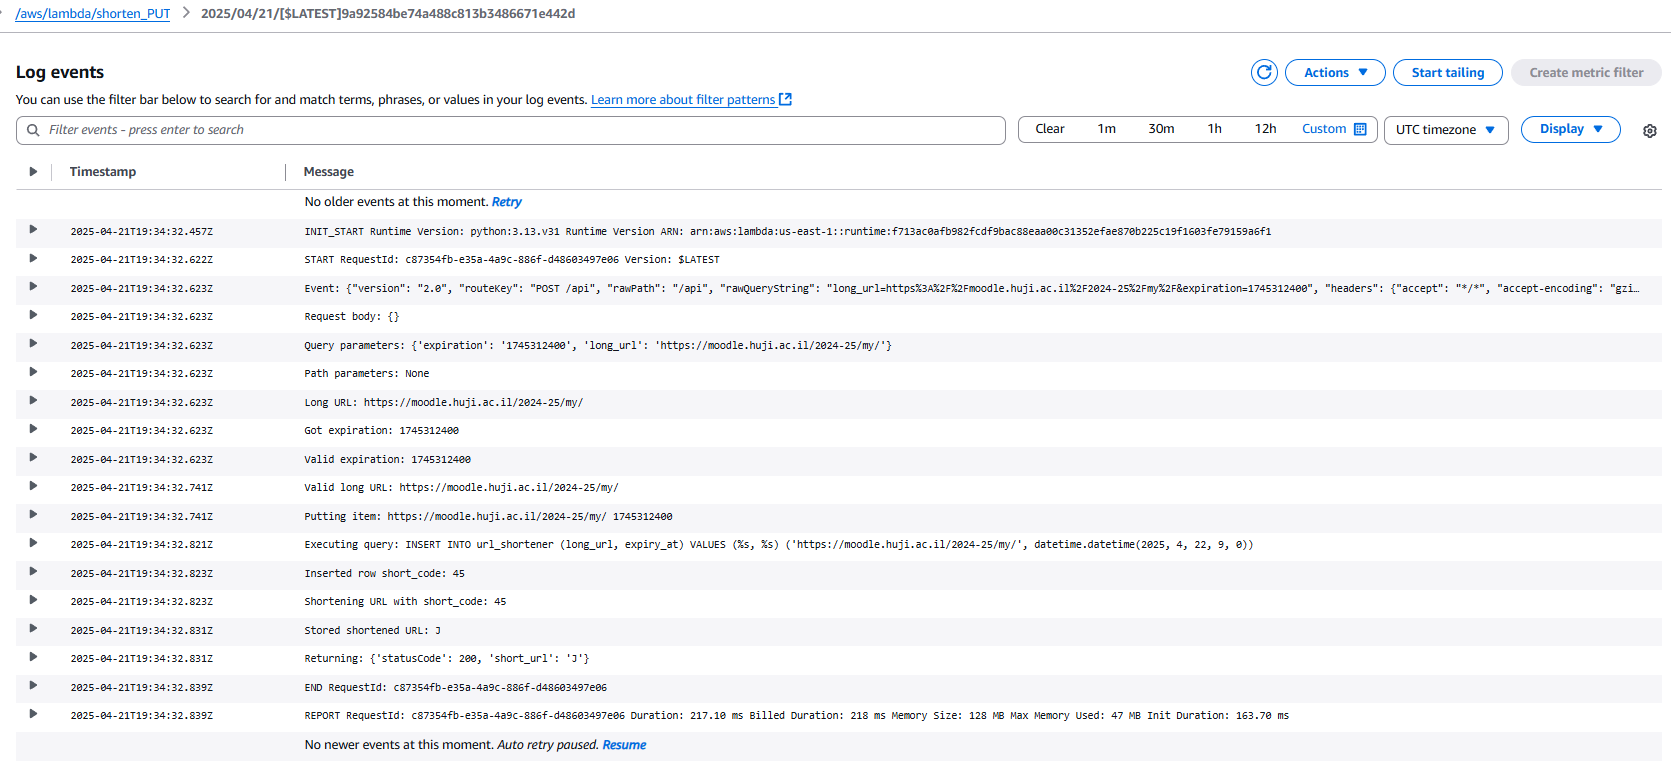 /aws/lambda/shorten_PUT > 2025/04/21/[$LATEST]9a92584be74a488c813b3486671e442d
Log events
Actions Start tailing Create metric filter
You can use the filter bar below to search for and match terms, phrases, or values in your log events. Learn more about filter patterns
Filter events - press enter to search Clear 1m 30m 1h 12h Custom UTC timezone Display
Timestamp Message
No older events at this moment. Retry
2025-04-21T19:34:32.457Z INIT_START Runtime Version: python:3.13.v31 Runtime Version ARN: arn:aws:lambda:us-east-1::runtime:f713ac0afb982fcdf9bac88eaa00c31352efae870b225c19f1603fe79159a6f1
2025-04-21T19:34:32.622Z START RequestId: c87354fb-e35a-4a9c-886f-d48603497e06 Version: $LATEST
2025-04-21T19:34:32.623Z Event: {"version": "2.0", "routeKey": "POST /api", "rawPath": "/api", "rawQueryString": "long_url=https%3A%2F%2Fmoodle.huji.ac.il%2F2024-25%2Fmy%2F&expiration=1745312400", "headers": {"accept": "*/*", "accept-encoding": "gzi…
2025-04-21T19:34:32.623Z Request body: {}
2025-04-21T19:34:32.623Z Query parameters: {'expiration': '1745312400', 'long_url': 'https://moodle.huji.ac.il/2024-25/my/'}
2025-04-21T19:34:32.623Z Path parameters: None
2025-04-21T19:34:32.623Z Long URL: https://moodle.huji.ac.il/2024-25/my/
2025-04-21T19:34:32.623Z Got expiration: 1745312400
2025-04-21T19:34:32.623Z Valid expiration: 1745312400
2025-04-21T19:34:32.741Z Valid long URL: https://moodle.huji.ac.il/2024-25/my/
2025-04-21T19:34:32.741Z Putting item: https://moodle.huji.ac.il/2024-25/my/ 1745312400
2025-04-21T19:34:32.821Z Executing query: INSERT INTO url_shortener (long_url, expiry_at) VALUES (%s, %s) ('https://moodle.huji.ac.il/2024-25/my/', datetime.datetime(2025, 4, 22, 9, 0))
2025-04-21T19:34:32.823Z Inserted row short_code: 45
2025-04-21T19:34:32.823Z Shortening URL with short_code: 45
2025-04-21T19:34:32.831Z Stored shortened URL: J
2025-04-21T19:34:32.831Z Returning: {'statusCode': 200, 'short_url': 'J'}
2025-04-21T19:34:32.839Z END RequestId: c87354fb-e35a-4a9c-886f-d48603497e06
2025-04-21T19:34:32.839Z REPORT RequestId: c87354fb-e35a-4a9c-886f-d48603497e06 Duration: 217.10 ms Billed Duration: 218 ms Memory Size: 128 MB Max Memory Used: 47 MB Init Duration: 163.70 ms
No newer events at this moment. Auto retry paused. Resume